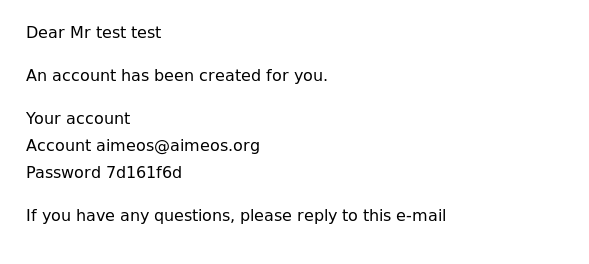 Dear Mr test test
An account has been created for you.
Your account
Account aimeos@aimeos.org
Password 7d161f6d
If you have any questions, please reply to this e-mail